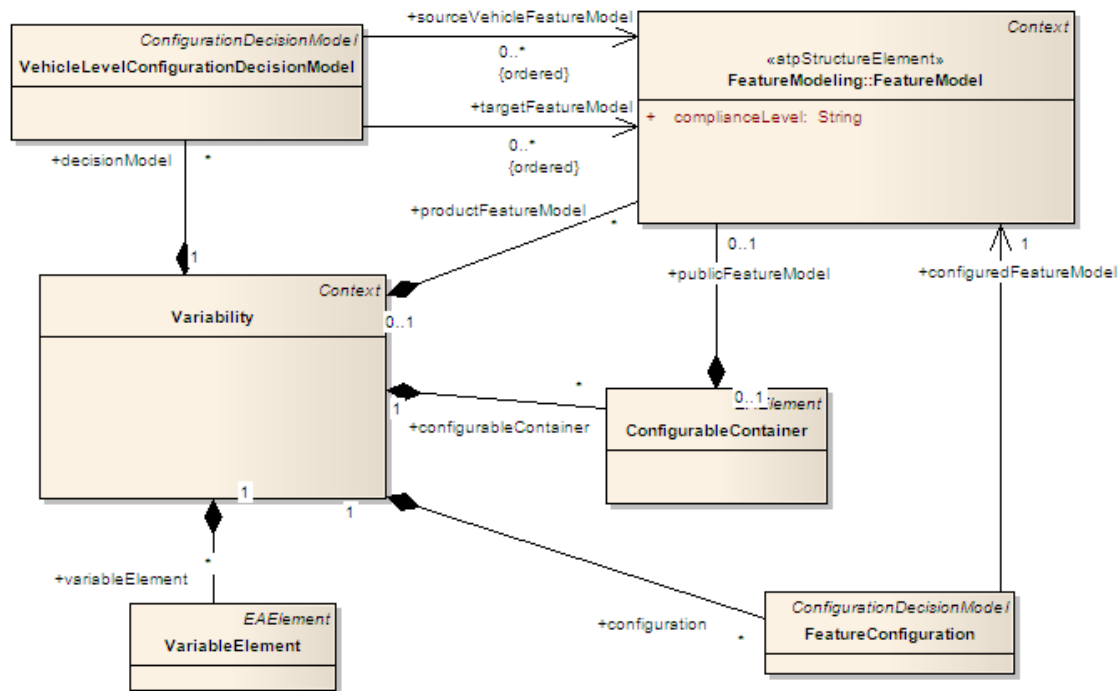 ConfigurationDecisionModel
VehicleLevelConfigurationDecisionModel
+sourceVehicleFeatureModel
0..*
{ordered}
+targetFeatureModel
0..*
{ordered}
Context
«atpStructureElement»
FeatureModeling::FeatureModel
+ complianceLevel: String
+decisionModel
*
1
+productFeatureModel
*
0..1
0..1
+publicFeatureModel
1
+configuredFeatureModel
Context
Variability
1
*
+configurableContainer
0..1
ConfigurableContainer
1
1
*
+variableElement
EAElement
VariableElement
+configuration
*
ConfigurationDecisionModel
FeatureConfiguration